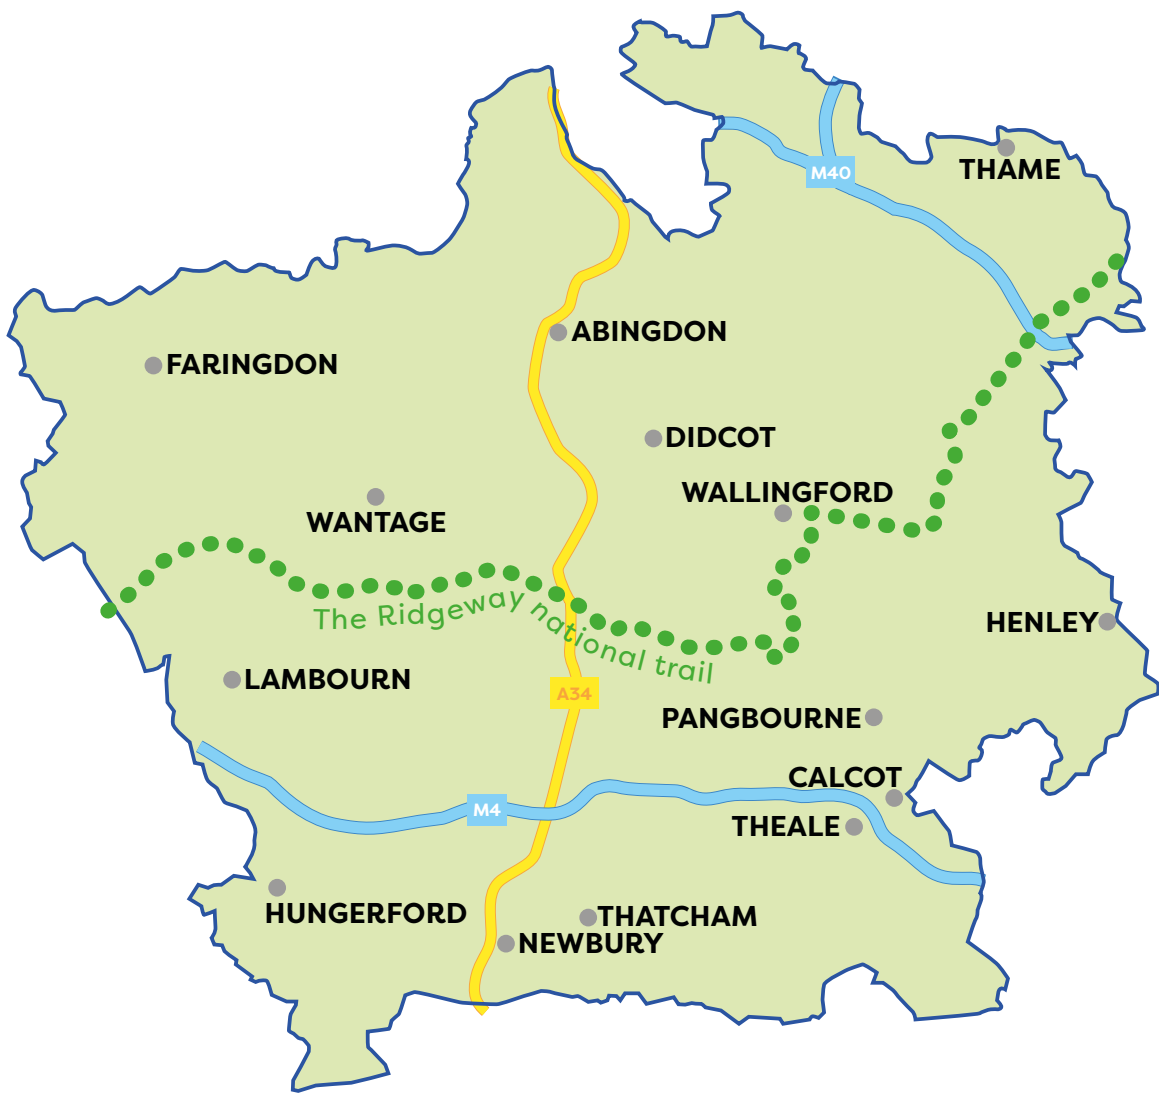 M40
THAME
ABINGDON
FARINGDON
DIDCOT
WALLINGFORD
WANTAGE
The Ridgeway national trail
HENLEY
LAMBOURN
A34
PANGBOURNE
CALCOT
M4
THEALE
HUNGERFORD
THATCHAM
NEWBURY